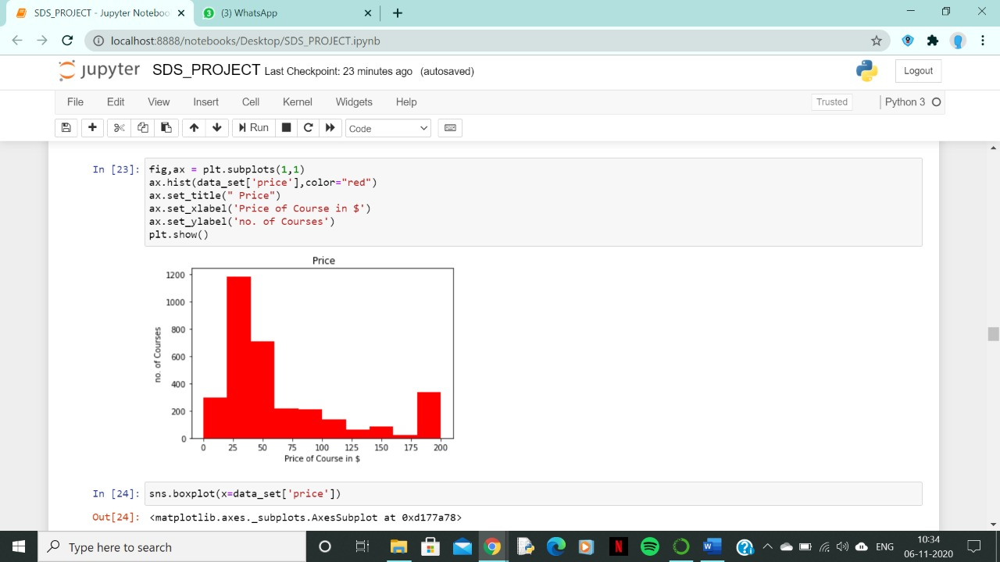 SDS_PROJECT - Jupyter Noteboo
3 (3) WhatsApp
localhost:8888/notebooks/Desktop/SDS_PROJECT.ipynb
jupyter SDS_PROJECT Last Checkpoint: 23 minutes ago (autosaved)
Logout
File Edit View Insert Cell Kernel Widgets Help
Trusted Python 3
Run
Code
In [23]: fig,ax = plt.subplots(1,1)
ax.hist(data_set['price'],color="red")
ax.set_title(" Price")
ax.set_xlabel('Price of Course in $')
ax.set_ylabel('no. of Courses')
plt.show()
Price
1200
1000
800
600
400
200
0
no. of Courses
0 25 50 75 100 125 150 175 200
Price of Course in $
In [24]: sns.boxplot(x=data_set['price'])
Out[24]: <matplotlib.axes._subplots.AxesSubplot at 0xd177a78>
Type here to search
ENG
10:34
06-11-2020